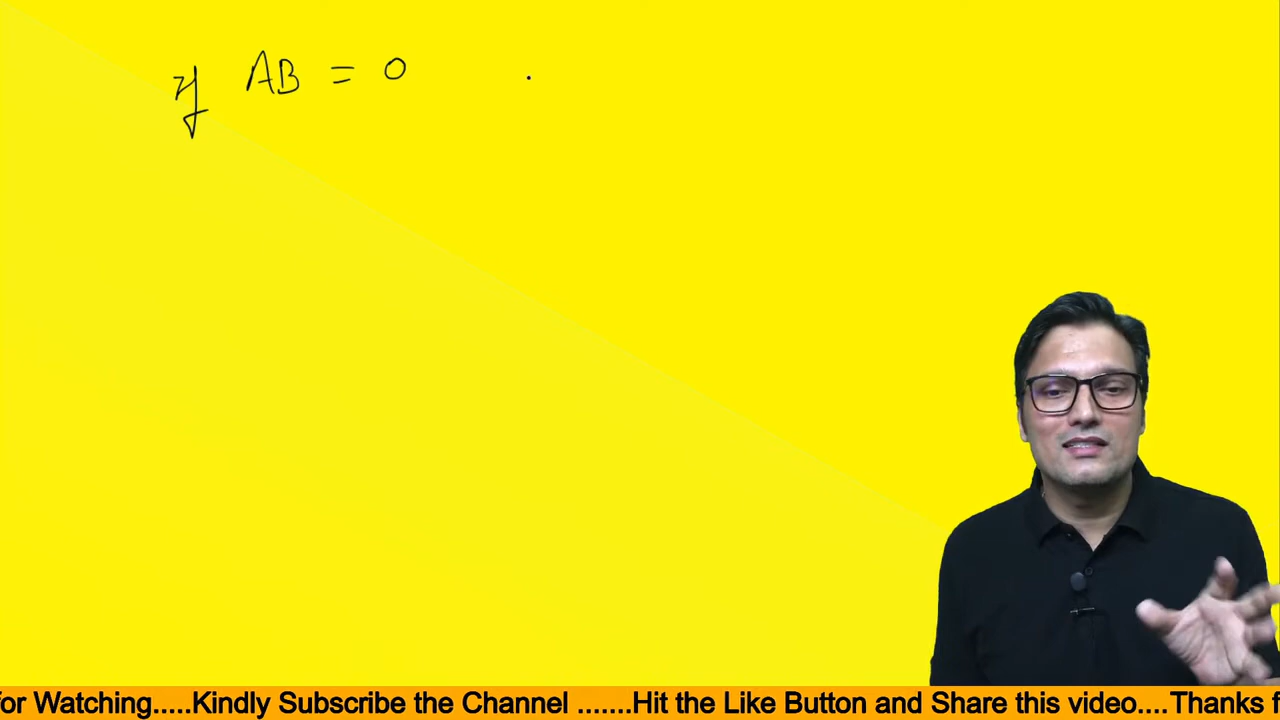 if AB = 0 .
for Watching.....Kindly Subscribe the Channel .......Hit the Like Button and Share this video....Thanks f